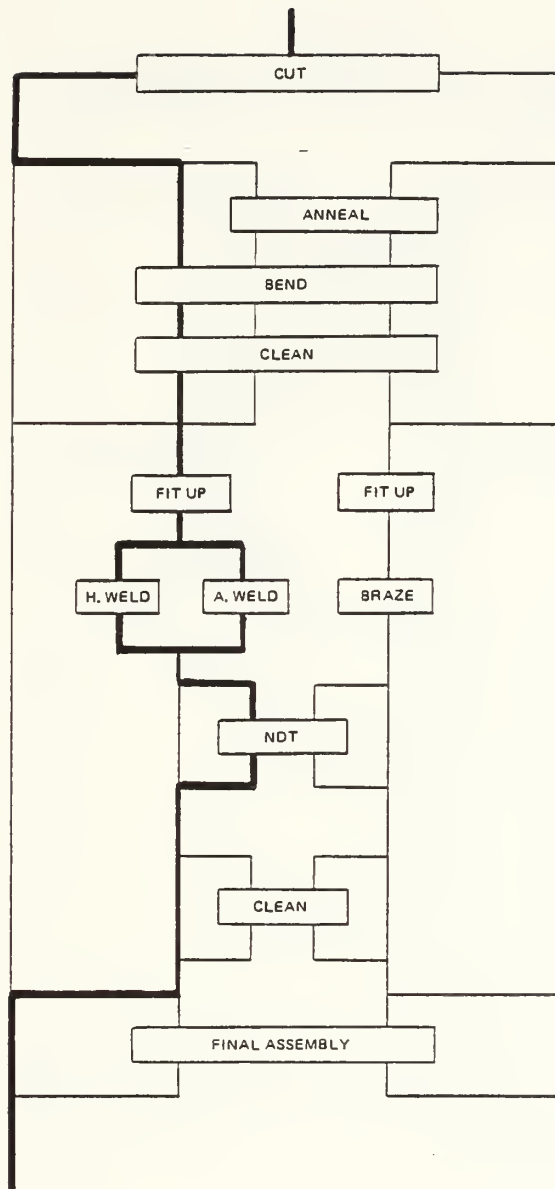 CUT
ANNEAL
BEND
CLEAN
FIT UP FIT UP
H. WELD A. WELD BRAZE
NDT
CLEAN
FINAL ASSEMBLY